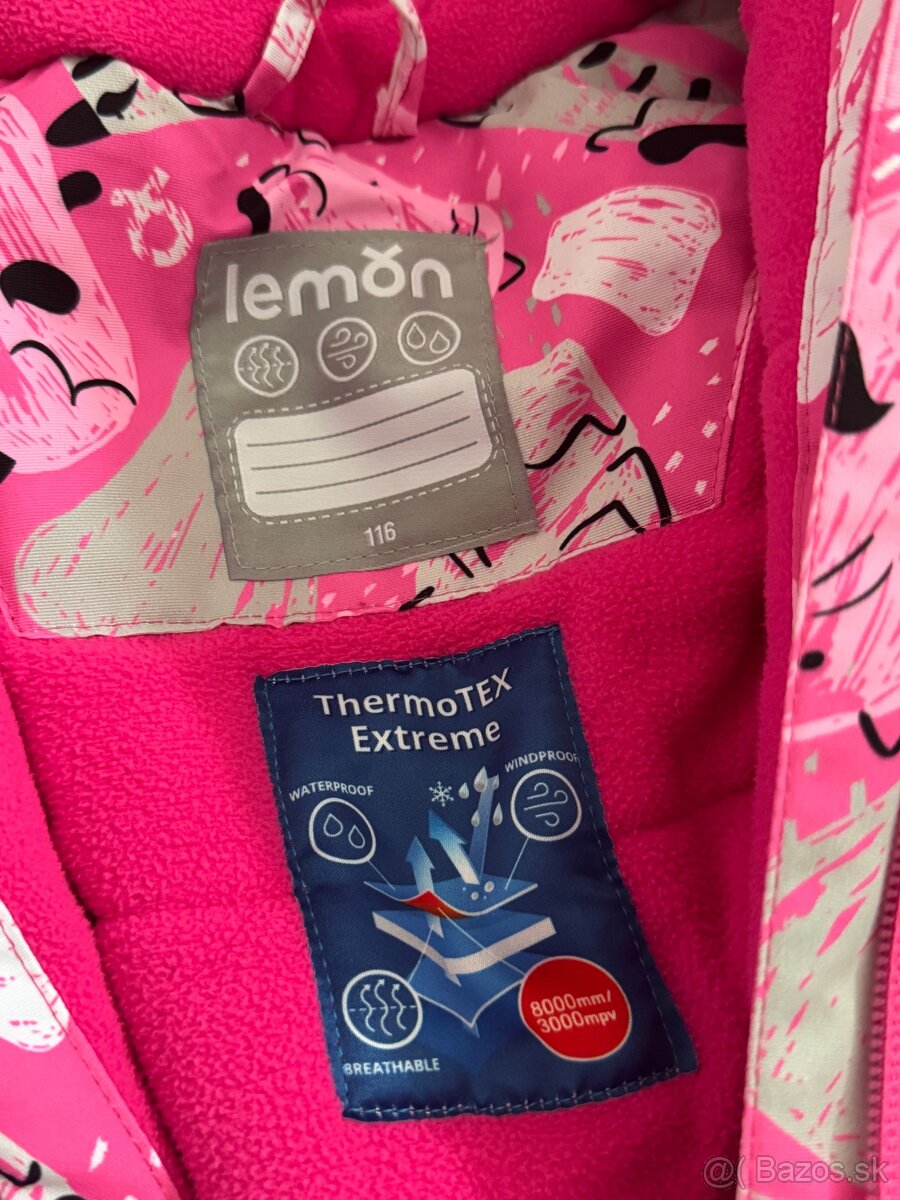 lemon
116
ThermoTEX
Extreme
WATERPROOF
WINDPROOF
BREATHABLE
8000mm/
3000mpv
@( Bazos.sk